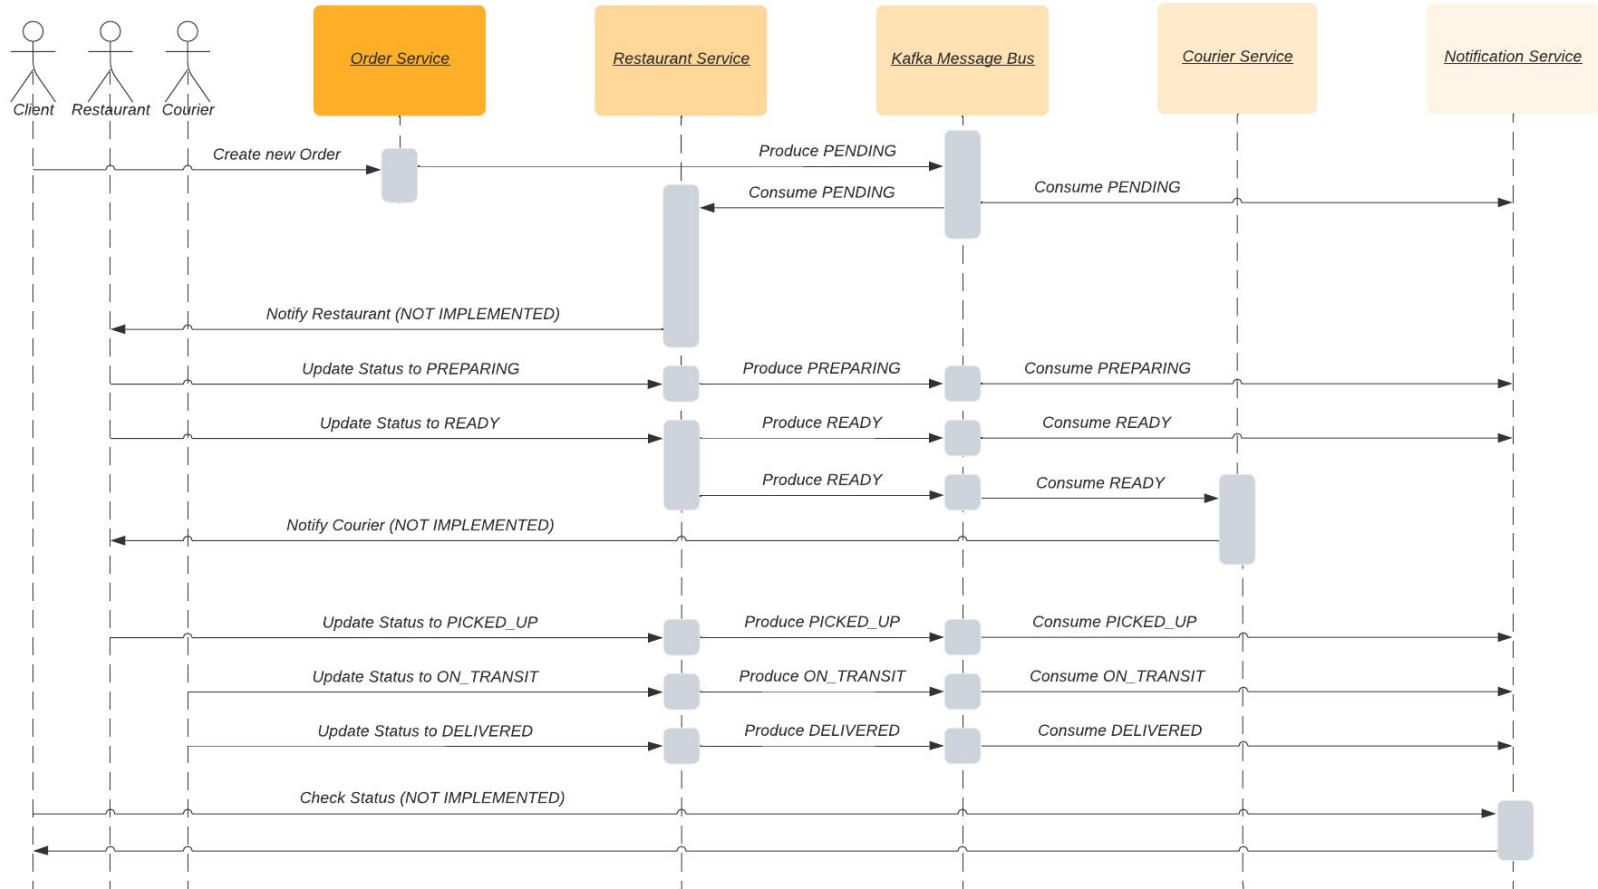 Order Service
Restaurant Service
Kafka Message Bus
Courier Service
Notification Service
Client
Restaurant
Courier
Create new Order
Produce PENDING
Consume PENDING
Consume PENDING
Notify Restaurant (NOT IMPLEMENTED)
Update Status to PREPARING
Produce PREPARING
Consume PREPARING
Update Status to READY
Produce READY
Consume READY
Produce READY
Consume READY
Notify Courier (NOT IMPLEMENTED)
Update Status to PICKED_UP
Produce PICKED_UP
Consume PICKED_UP
Update Status to ON_TRANSIT
Produce ON_TRANSIT
Consume ON_TRANSIT
Update Status to DELIVERED
Produce DELIVERED
Consume DELIVERED
Check Status (NOT IMPLEMENTED)